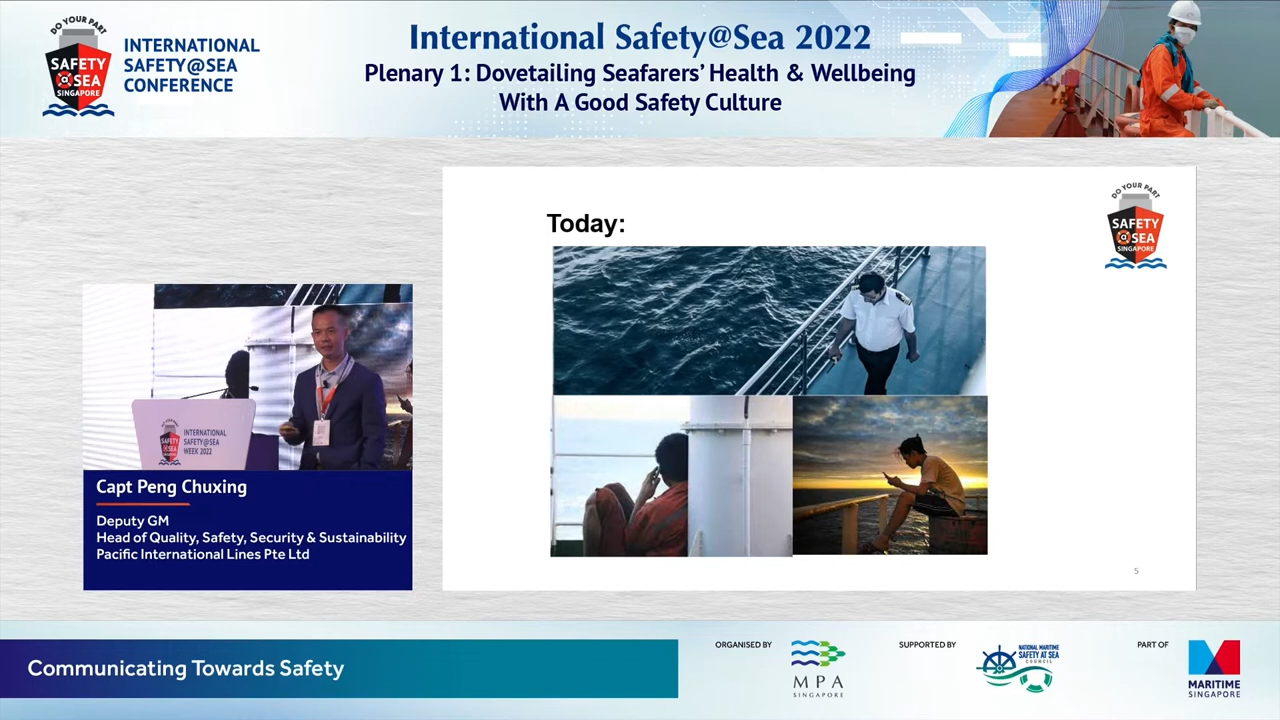 DO YOUR PART
SAFETY
@SEA
SINGAPORE
INTERNATIONAL
SAFETY@SEA
CONFERENCE
International Safety@Sea 2022
Plenary 1: Dovetailing Seafarers' Health & Wellbeing
With A Good Safety Culture
Today:
DO YOUR PART
SAFETY
@SEA
SINGAPORE
5
SAFETY
@SEA
SINGAPORE
INTERNATIONAL
SAFETY@SEA
WEEK 2022
Capt Peng Chuxing
Deputy GM
Head of Quality, Safety, Security & Sustainability
Pacific International Lines Pte Ltd
Communicating Towards Safety
ORGANISED BY
MPA
SINGAPORE
SUPPORTED BY
NATIONAL MARITIME
SAFETY AT SEA
COUNCIL
PART OF
MARITIME
SINGAPORE